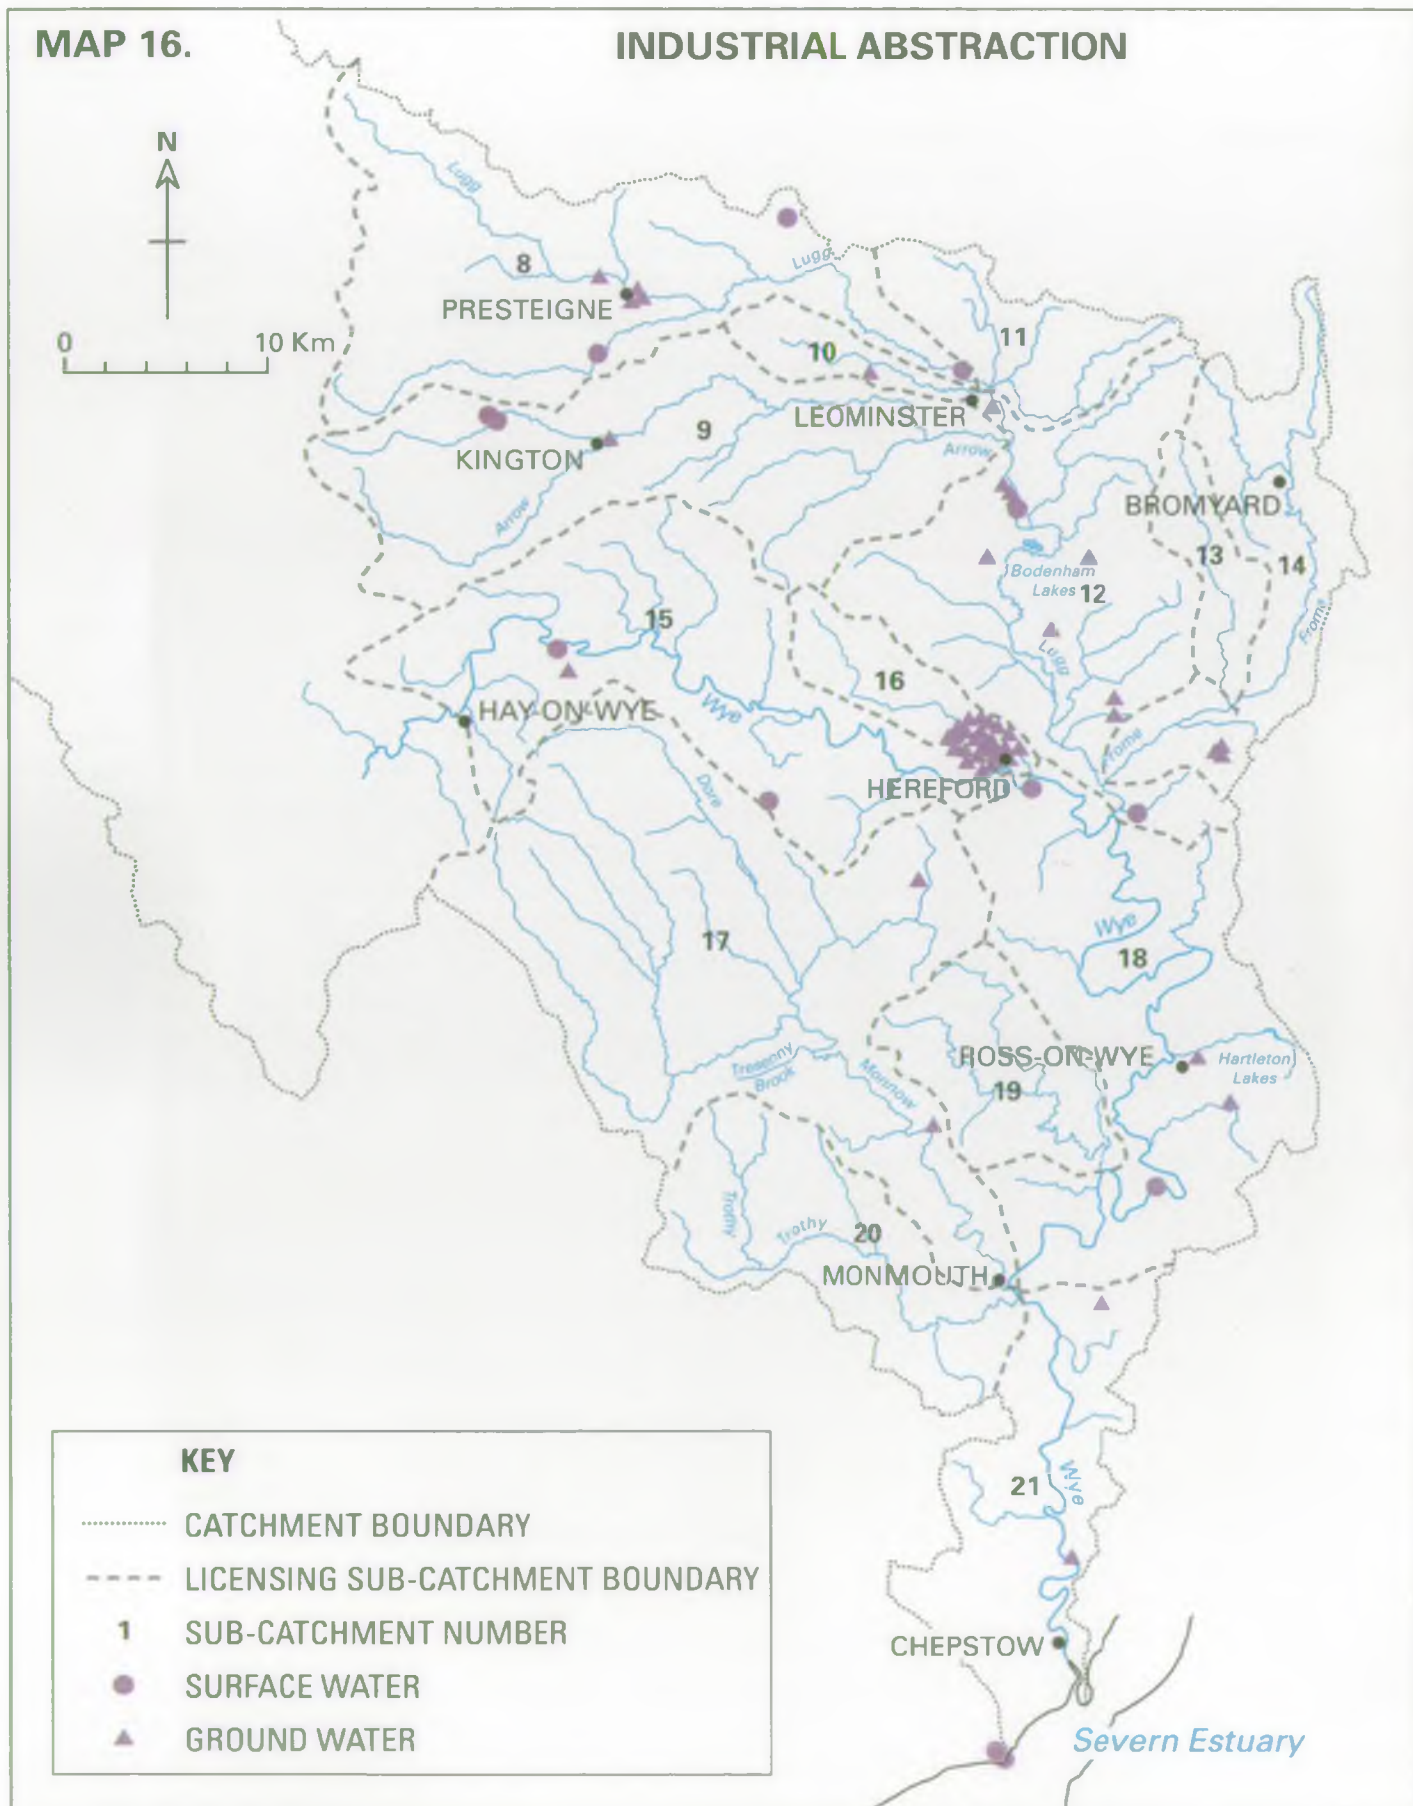 MAP 16.
INDUSTRIAL ABSTRACTION
N
0 10 Km
Lugg
8
PRESTEIGNE
Lugg
11
10
LEOMINSTER
9
KINGTON
Arrow
Arrow
BROMYARD
13
14
Bodenham
Lakes
12
Frome
15
Lugg
16
Wye
HAY-ON-WYE
Frome
Dore
HEREFORD
17
Wye
18
ROSS-ON-WYE
Hartleton
Lakes
19
Tresenny
Brook
Monnow
Trothy
Trothy
20
MONMOUTH
21
Wye
CHEPSTOW
Severn Estuary
KEY
CATCHMENT BOUNDARY
LICENSING SUB-CATCHMENT BOUNDARY
1 SUB-CATCHMENT NUMBER
SURFACE WATER
GROUND WATER